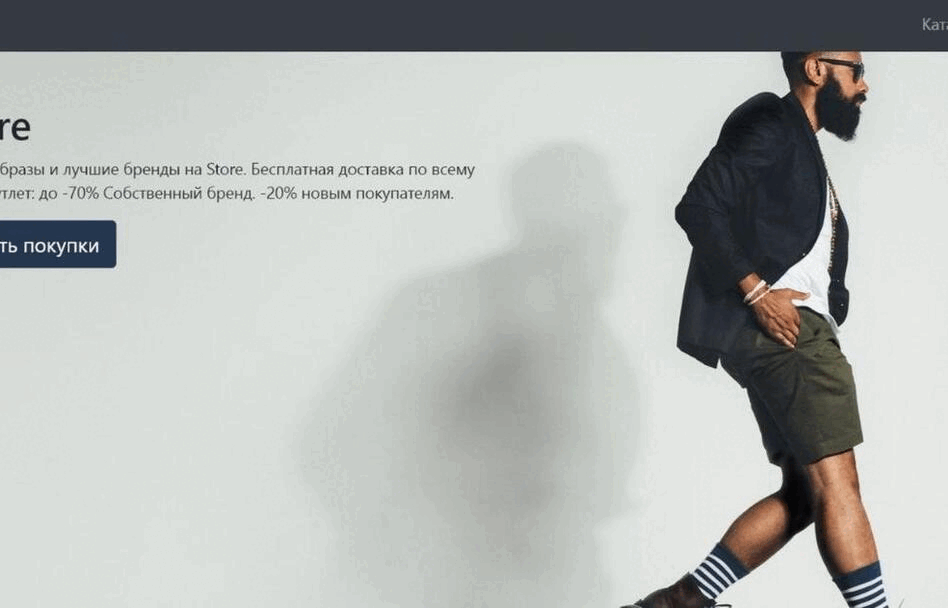 Ката
re
бразы и лучшие бренды на Store. Бесплатная доставка по всему
тлет: до -70% Собственный бренд. -20% новым покупателям.
ть покупки